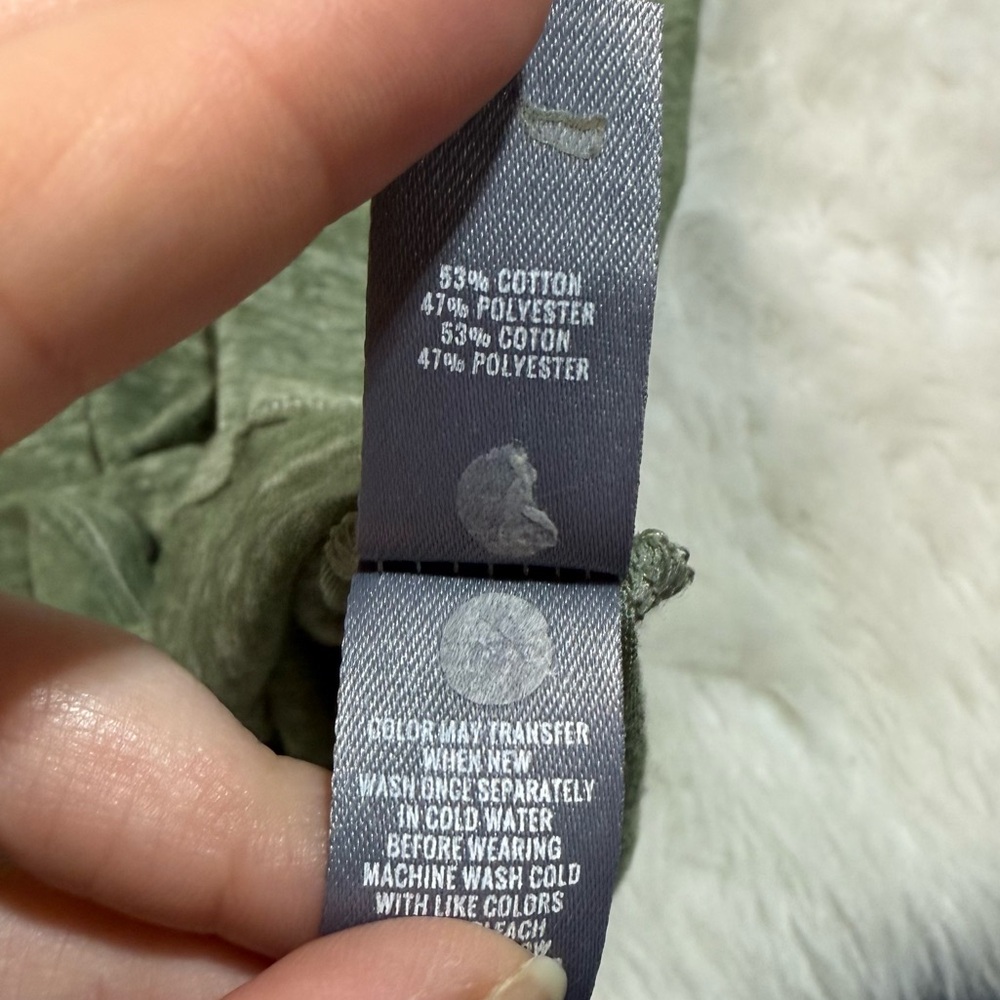 53% COTTON
47% POLYESTER
53% COTON
47% POLYESTER
COLOR MAY TRANSFER
WHEN NEW
WASH ONCE SEPARATELY
IN COLD WATER
BEFORE WEARING
MACHINE WASH COLD
WITH LIKE COLORS